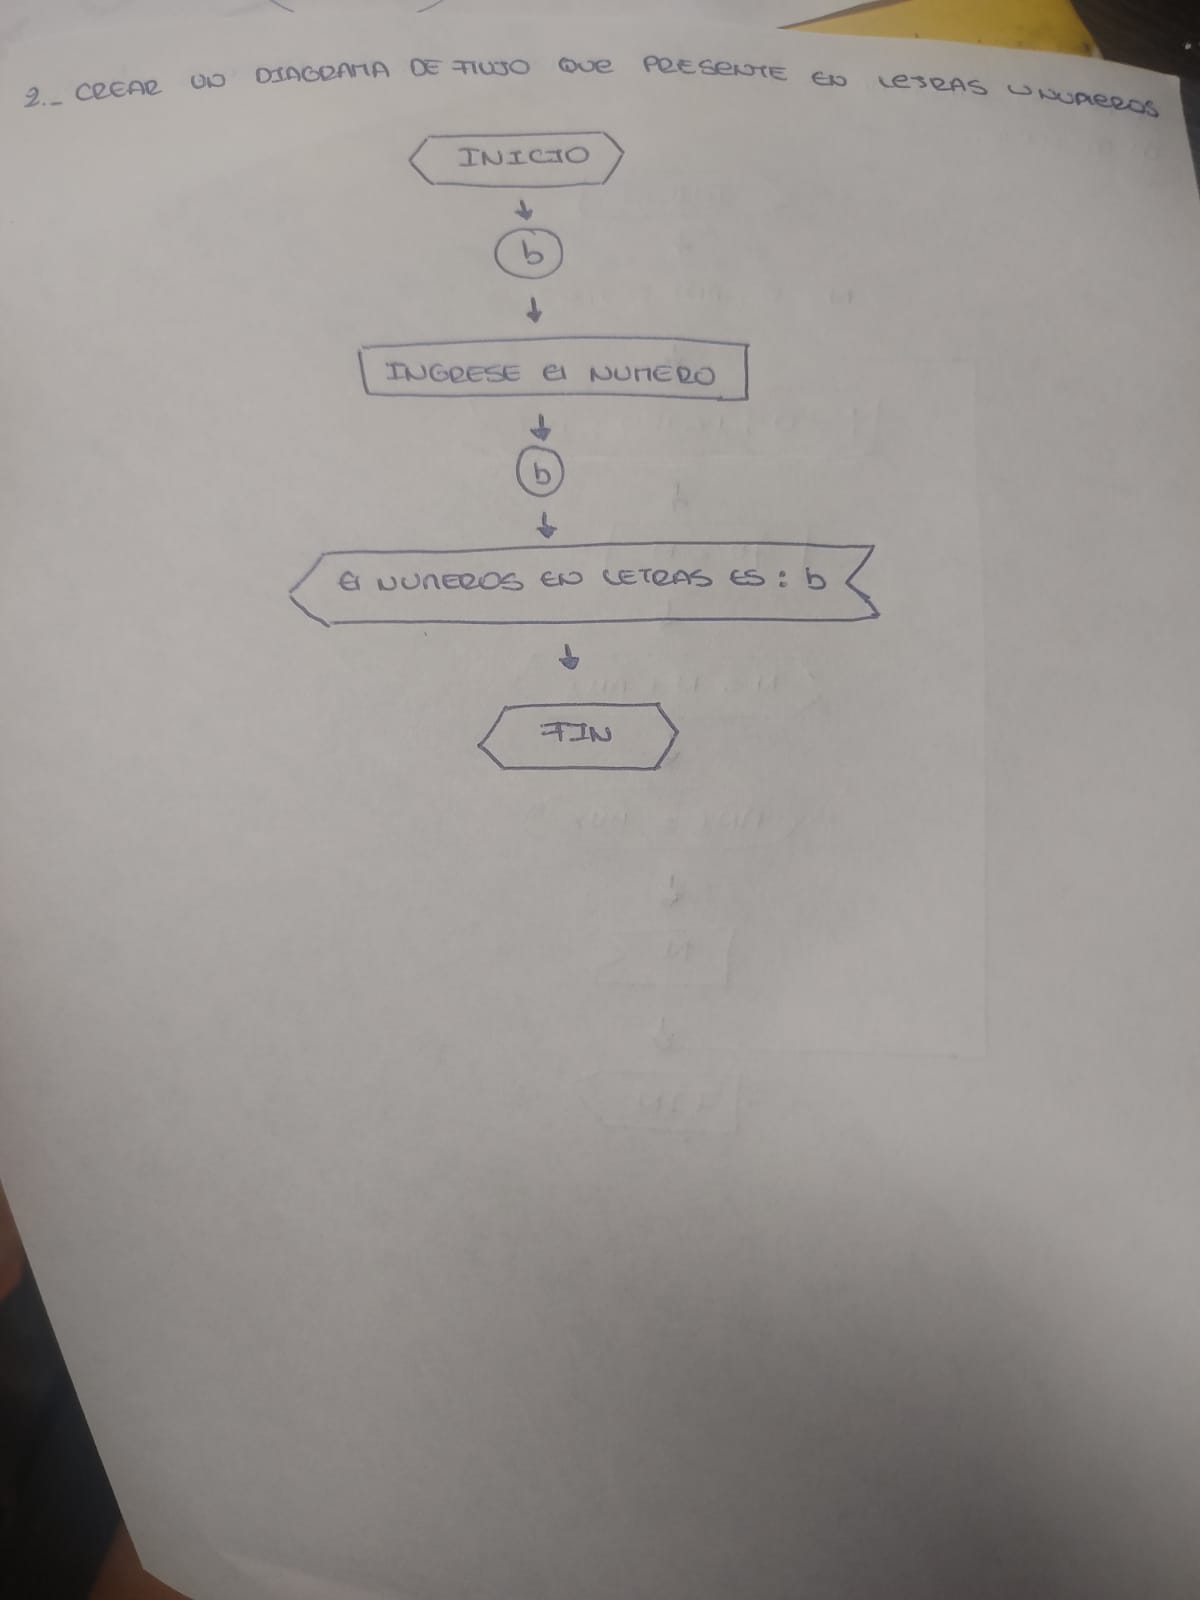 2._ CREAR UN DIAGRAMA DE FLUJO QUE PRESENTE EN LETRAS UNUMEROS
INICIO
b
INGRESE El NUMERO
b
El NUMEROS EN LETRAS ES : b
FIN